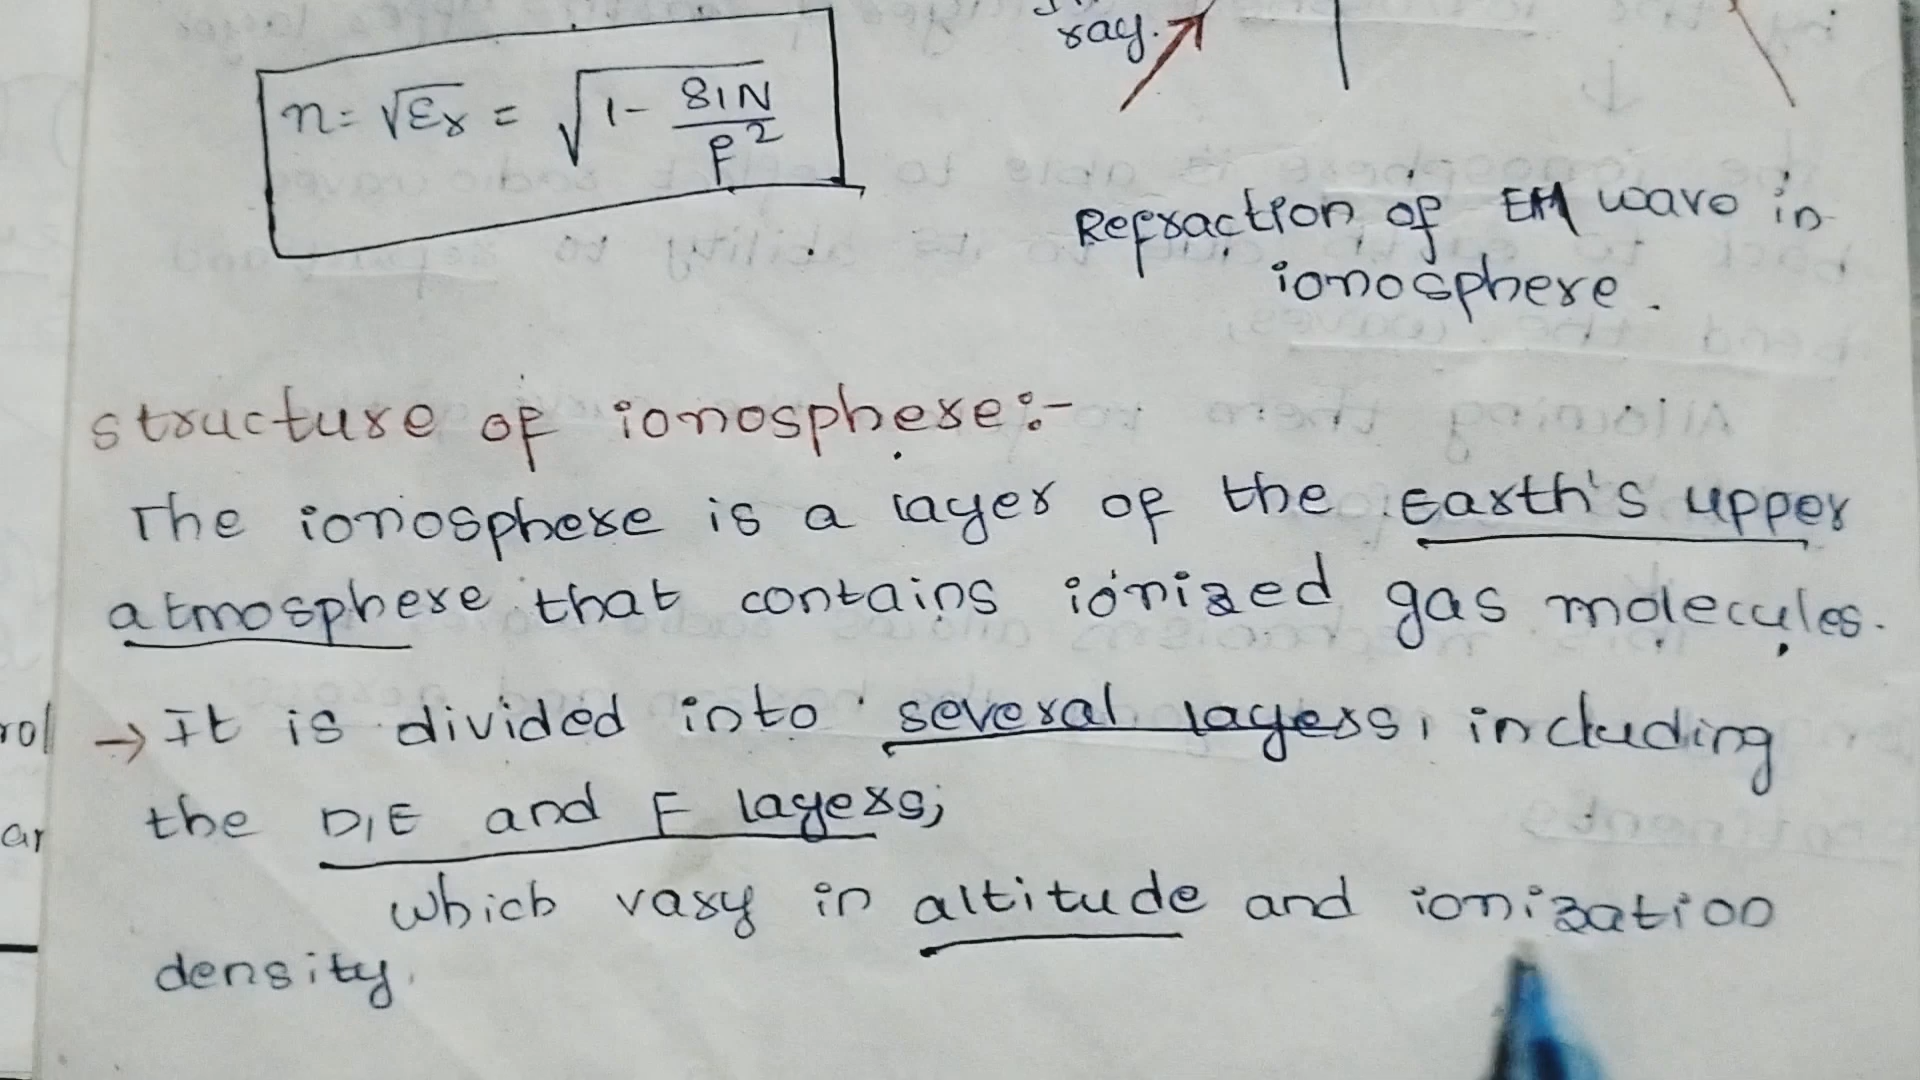 ray.
n = √εr = √1 - 81N / f²
Refraction of EM wave in
ionosphere.
structure of ionosphere:-
The ionosphere is a layer of the Earth's upper
atmosphere that contains ionized gas molecules.
→ It is divided into several layers, including
the D,E and F layers;
which vary in altitude and ionization
density.